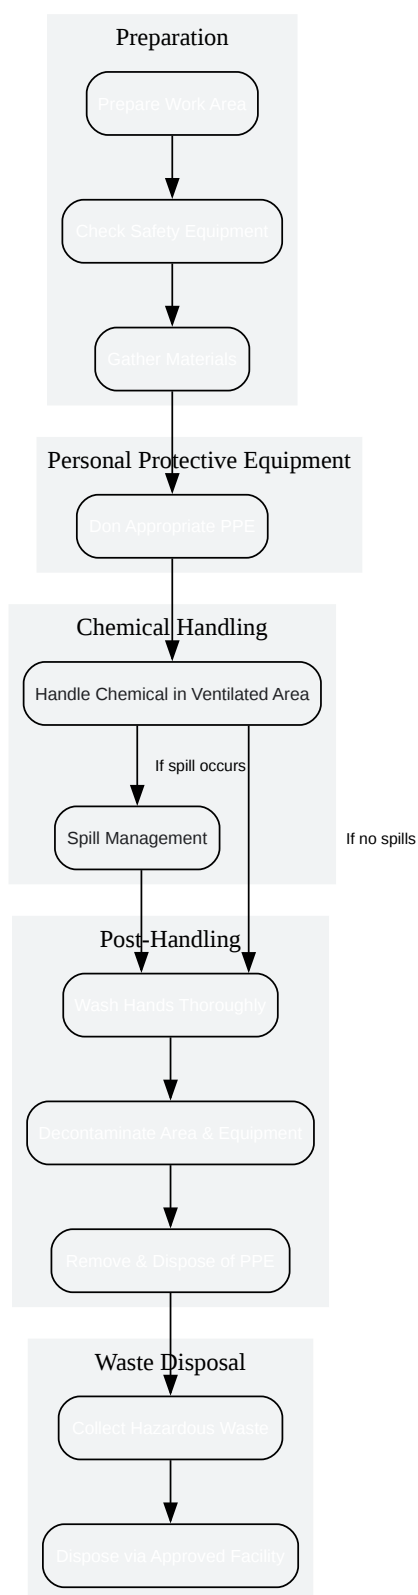 Preparation
Prepare Work Area
Check Safety Equipment
Gather Materials
Personal Protective Equipment
Don Appropriate PPE
Chemical Handling
Handle Chemical in Ventilated Area
If spill occurs
Spill Management
If no spills
Post-Handling
Wash Hands Thoroughly
Decontaminate Area & Equipment
Remove & Dispose of PPE
Waste Disposal
Collect Hazardous Waste
Dispose via Approved Facility